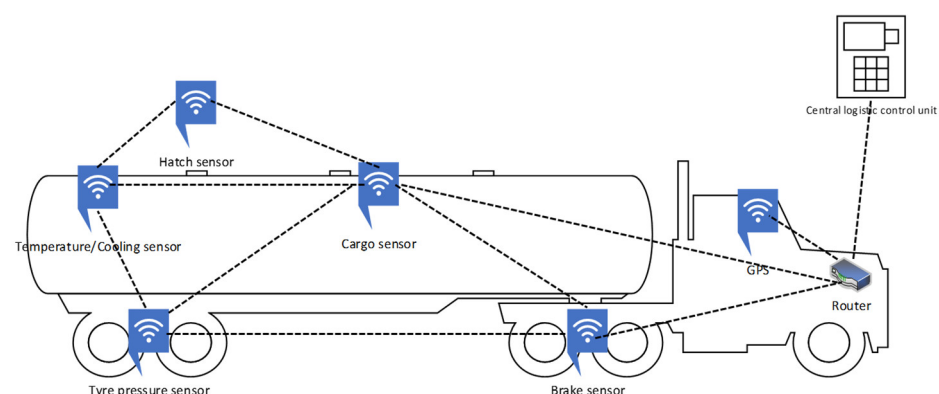 Central logistic control unit
Hatch sensor
Temperature/Cooling sensor
Cargo sensor
GPS
Router
Tyre pressure sensor
Brake sensor